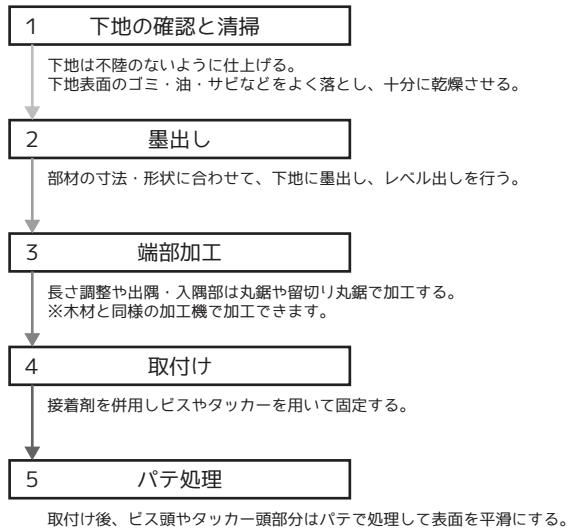 1 下地の確認と清掃
下地は不陸のないように仕上げる。
下地表面のゴミ・油・サビなどをよく落とし、十分に乾燥させる。
2 墨出し
部材の寸法・形状に合わせて、下地に墨出し、レベル出しを行う。
3 端部加工
長さ調整や出隅・入隅部は丸鋸や留切り丸鋸で加工する。
※木材と同様の加工機で加工できます。
4 取付け
接着剤を併用しビスやタッカーを用いて固定する。
5 パテ処理
取付け後、ビス頭やタッカー頭部分はパテで処理して表面を平滑にする。